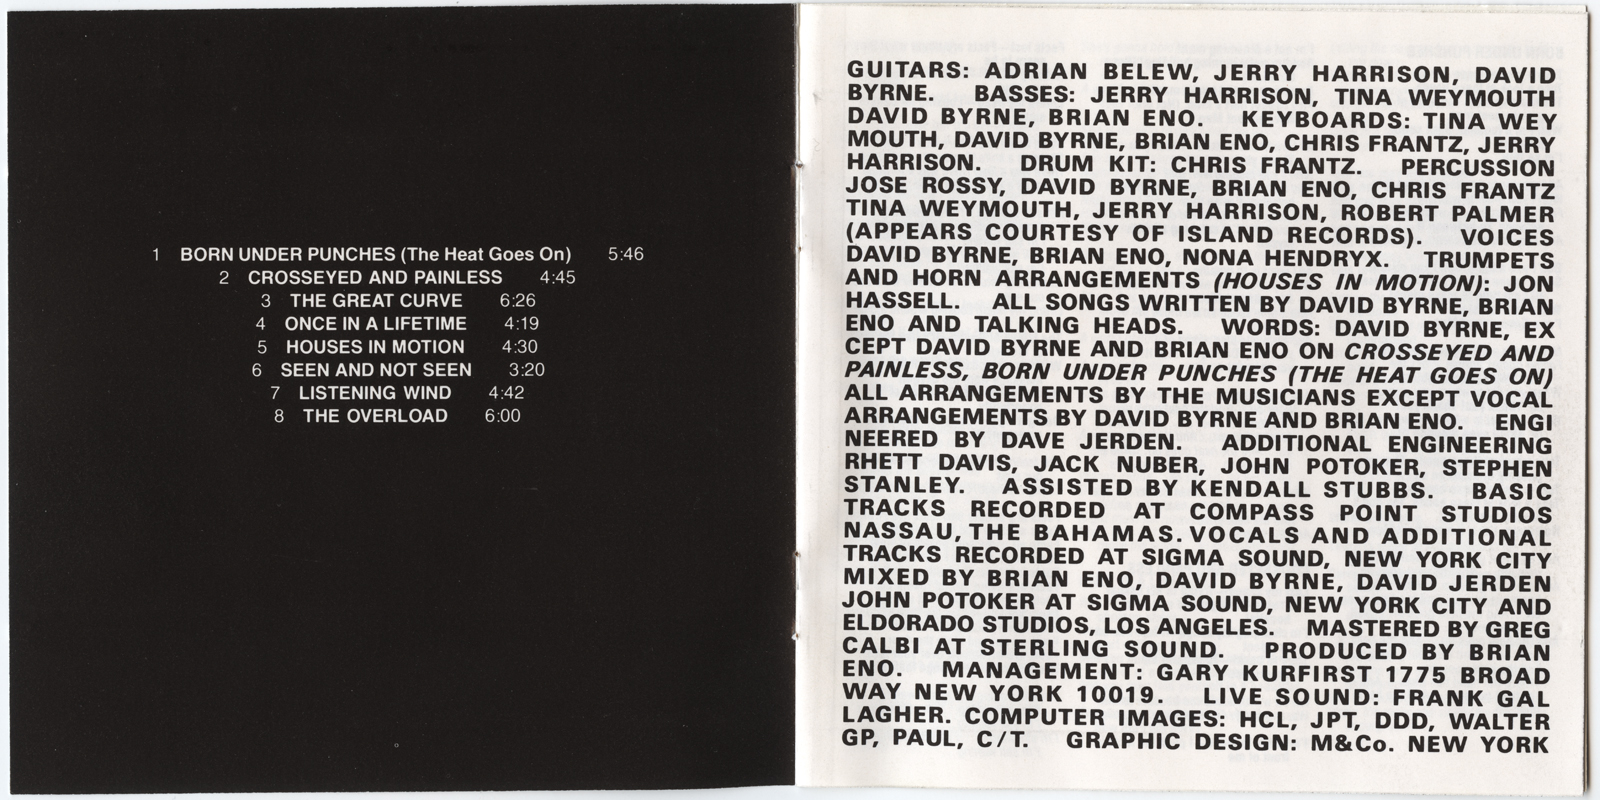 1 BORN UNDER PUNCHES (The Heat Goes On) 5:46
2 CROSSEYED AND PAINLESS 4:45
3 THE GREAT CURVE 6:26
4 ONCE IN A LIFETIME 4:19
5 HOUSES IN MOTION 4:30
6 SEEN AND NOT SEEN 3:20
7 LISTENING WIND 4:42
8 THE OVERLOAD 6:00
GUITARS: ADRIAN BELEW, JERRY HARRISON, DAVID
BYRNE. BASSES: JERRY HARRISON, TINA WEYMOUTH
DAVID BYRNE, BRIAN ENO. KEYBOARDS: TINA WEY
MOUTH, DAVID BYRNE, BRIAN ENO, CHRIS FRANTZ, JERRY
HARRISON. DRUM KIT: CHRIS FRANTZ. PERCUSSION
JOSE ROSSY, DAVID BYRNE, BRIAN ENO, CHRIS FRANTZ
TINA WEYMOUTH, JERRY HARRISON, ROBERT PALMER
(APPEARS COURTESY OF ISLAND RECORDS). VOICES
DAVID BYRNE, BRIAN ENO, NONA HENDRYX. TRUMPETS
AND HORN ARRANGEMENTS (HOUSES IN MOTION): JON
HASSELL. ALL SONGS WRITTEN BY DAVID BYRNE, BRIAN
ENO AND TALKING HEADS. WORDS: DAVID BYRNE, EX
CEPT DAVID BYRNE AND BRIAN ENO ON CROSSEYED AND
PAINLESS, BORN UNDER PUNCHES (THE HEAT GOES ON)
ALL ARRANGEMENTS BY THE MUSICIANS EXCEPT VOCAL
ARRANGEMENTS BY DAVID BYRNE AND BRIAN ENO. ENGI
NEERED BY DAVE JERDEN. ADDITIONAL ENGINEERING
RHETT DAVIS, JACK NUBER, JOHN POTOKER, STEPHEN
STANLEY. ASSISTED BY KENDALL STUBBS. BASIC
TRACKS RECORDED AT COMPASS POINT STUDIOS
NASSAU, THE BAHAMAS. VOCALS AND ADDITIONAL
TRACKS RECORDED AT SIGMA SOUND, NEW YORK CITY
MIXED BY BRIAN ENO, DAVID BYRNE, DAVID JERDEN
JOHN POTOKER AT SIGMA SOUND, NEW YORK CITY AND
ELDORADO STUDIOS, LOS ANGELES. MASTERED BY GREG
CALBI AT STERLING SOUND. PRODUCED BY BRIAN
ENO. MANAGEMENT: GARY KURFIRST 1775 BROAD
WAY NEW YORK 10019. LIVE SOUND: FRANK GAL
LAGHER. COMPUTER IMAGES: HCL, JPT, DDD, WALTER
GP, PAUL, C/T. GRAPHIC DESIGN: M&Co. NEW YORK